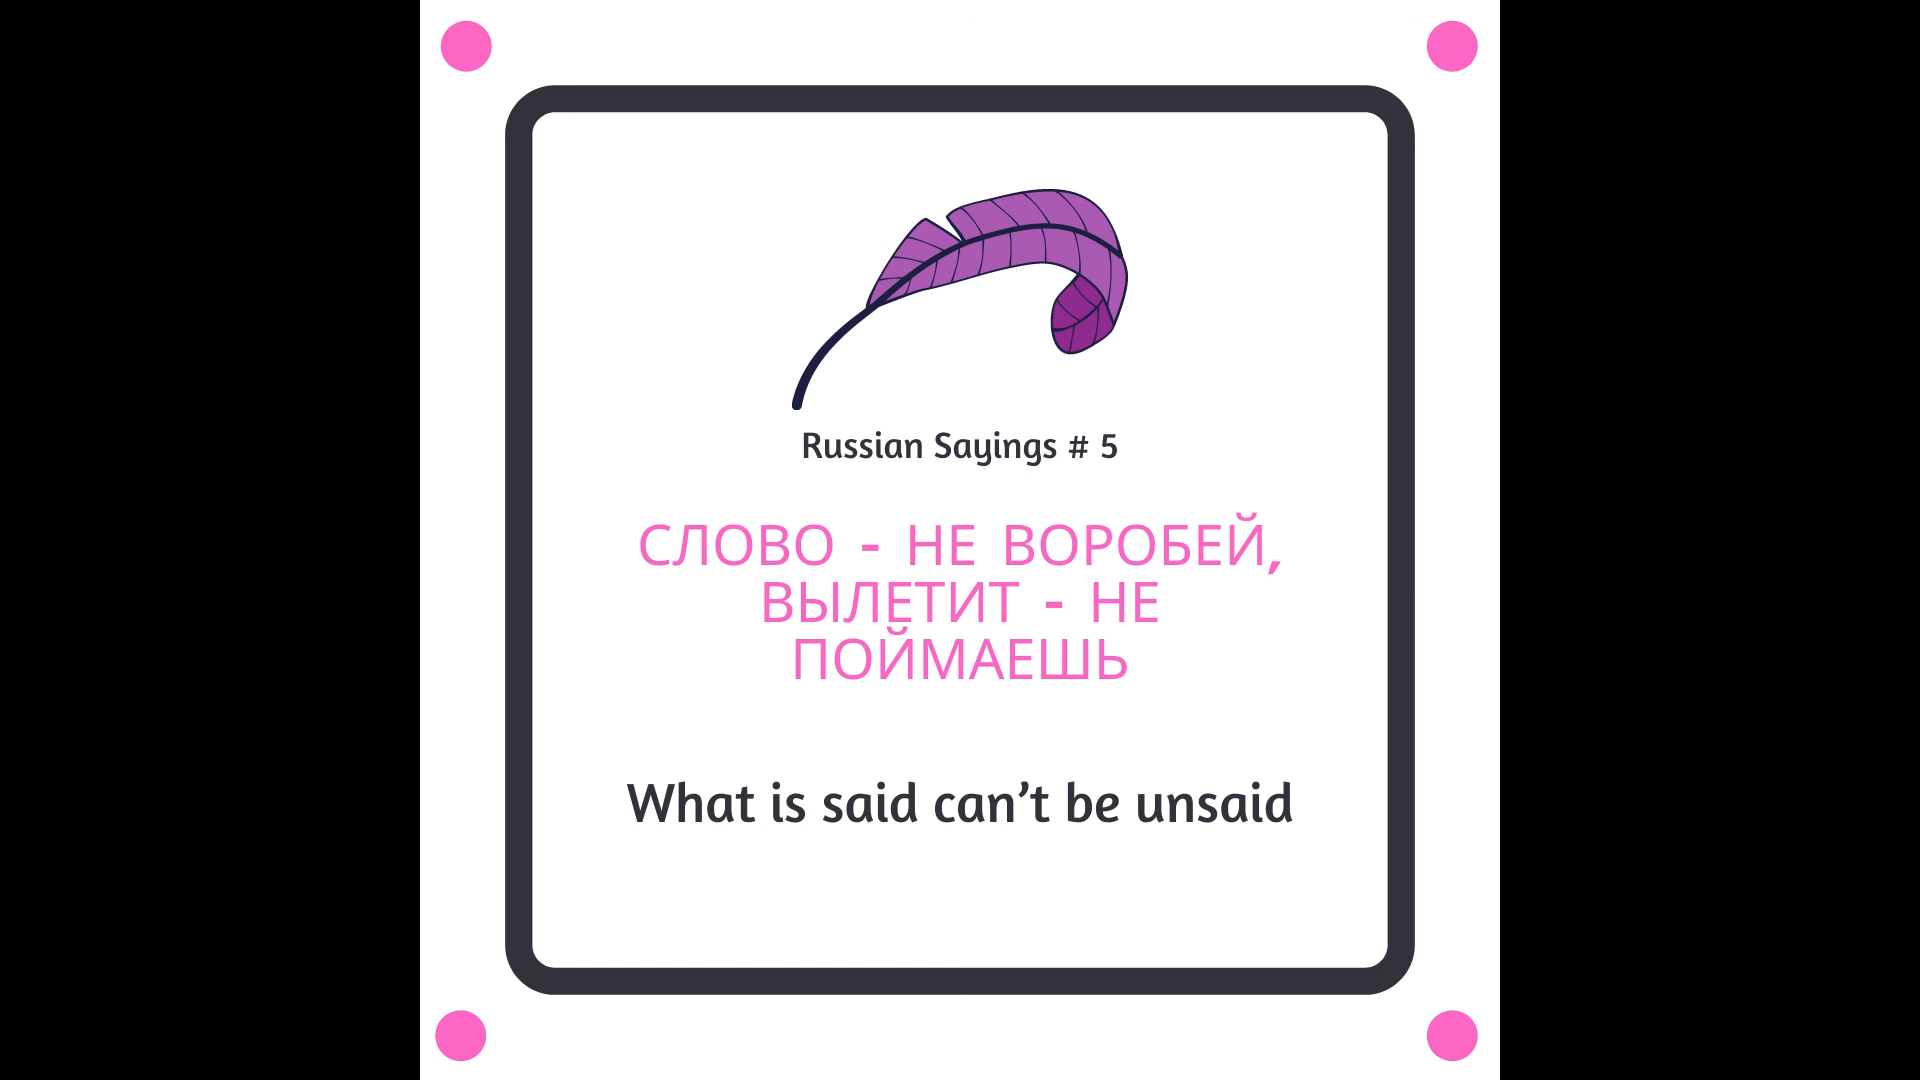 Russian Sayings # 5
СЛОВО - НЕ ВОРОБЕЙ,
ВЫЛЕТИТ - НЕ
ПОЙМАЕШЬ
What is said can’t be unsaid